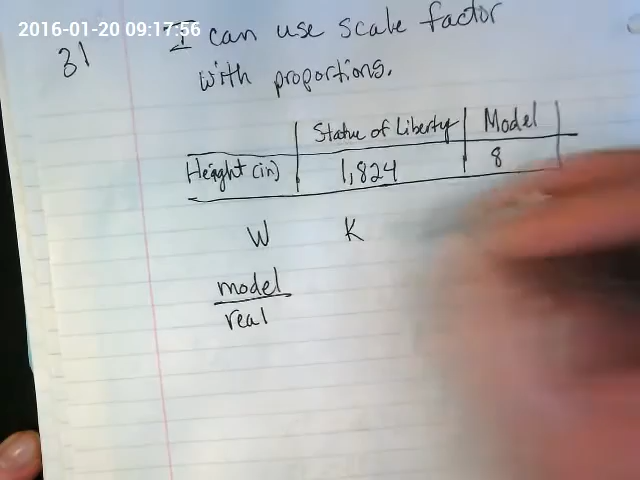 2016-01-20 09:17:56
31
I can use scale factor
with proportions.
Statue of Liberty Model
Height (in) 1,824 8
W K
model
real